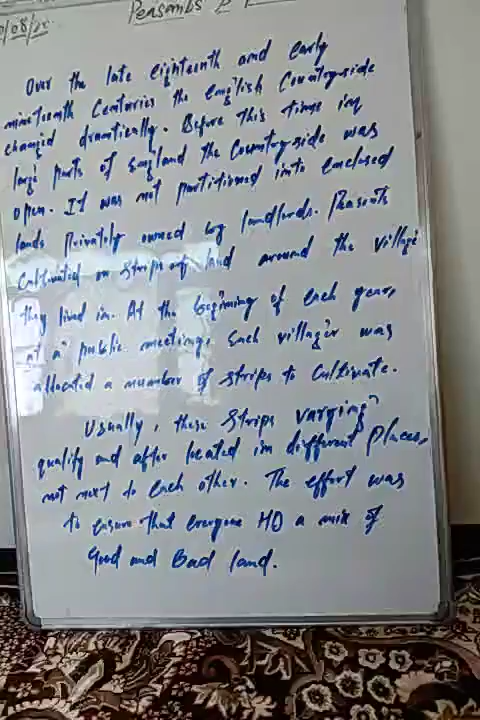 /08/
Peasants &
Over the late eighteenth and early
nineteenth Centuries the english Countryside
changed dramatically. Before this time in
large parts of England the Countryside was
open. It was not partitioned into enclosed
lands Privately owned by landlords. Peasents
Cultivated on strips of land around the village
they lived in. At the beginning of each year,
at a public meeting, Each villager was
allocated a number of strips to Cultivate.
Usually, these Strips varying
quality and after located in different places,
not next to Each other. The effort was
to ensure that everyone HD a mix of
Good and Bad land.